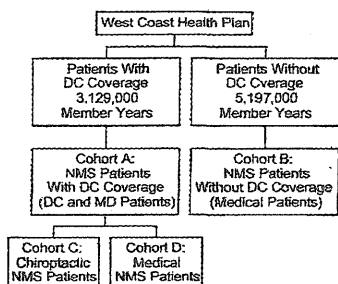 West Coast Health Plan
Patients With
DC Coverage
3,129,000
Member Years
Patients Without
DC Cverage
5,197,000
Member Years
Cohort A:
NMS Patients
With DC Coverage
(DC and MD Patients)
Cohort B:
NMS Patients
Without DC Coverage
(Medical Patients)
Cohort C:
Chiroptactic
NMS Patients
Cohort D:
Medical
NMS Patients